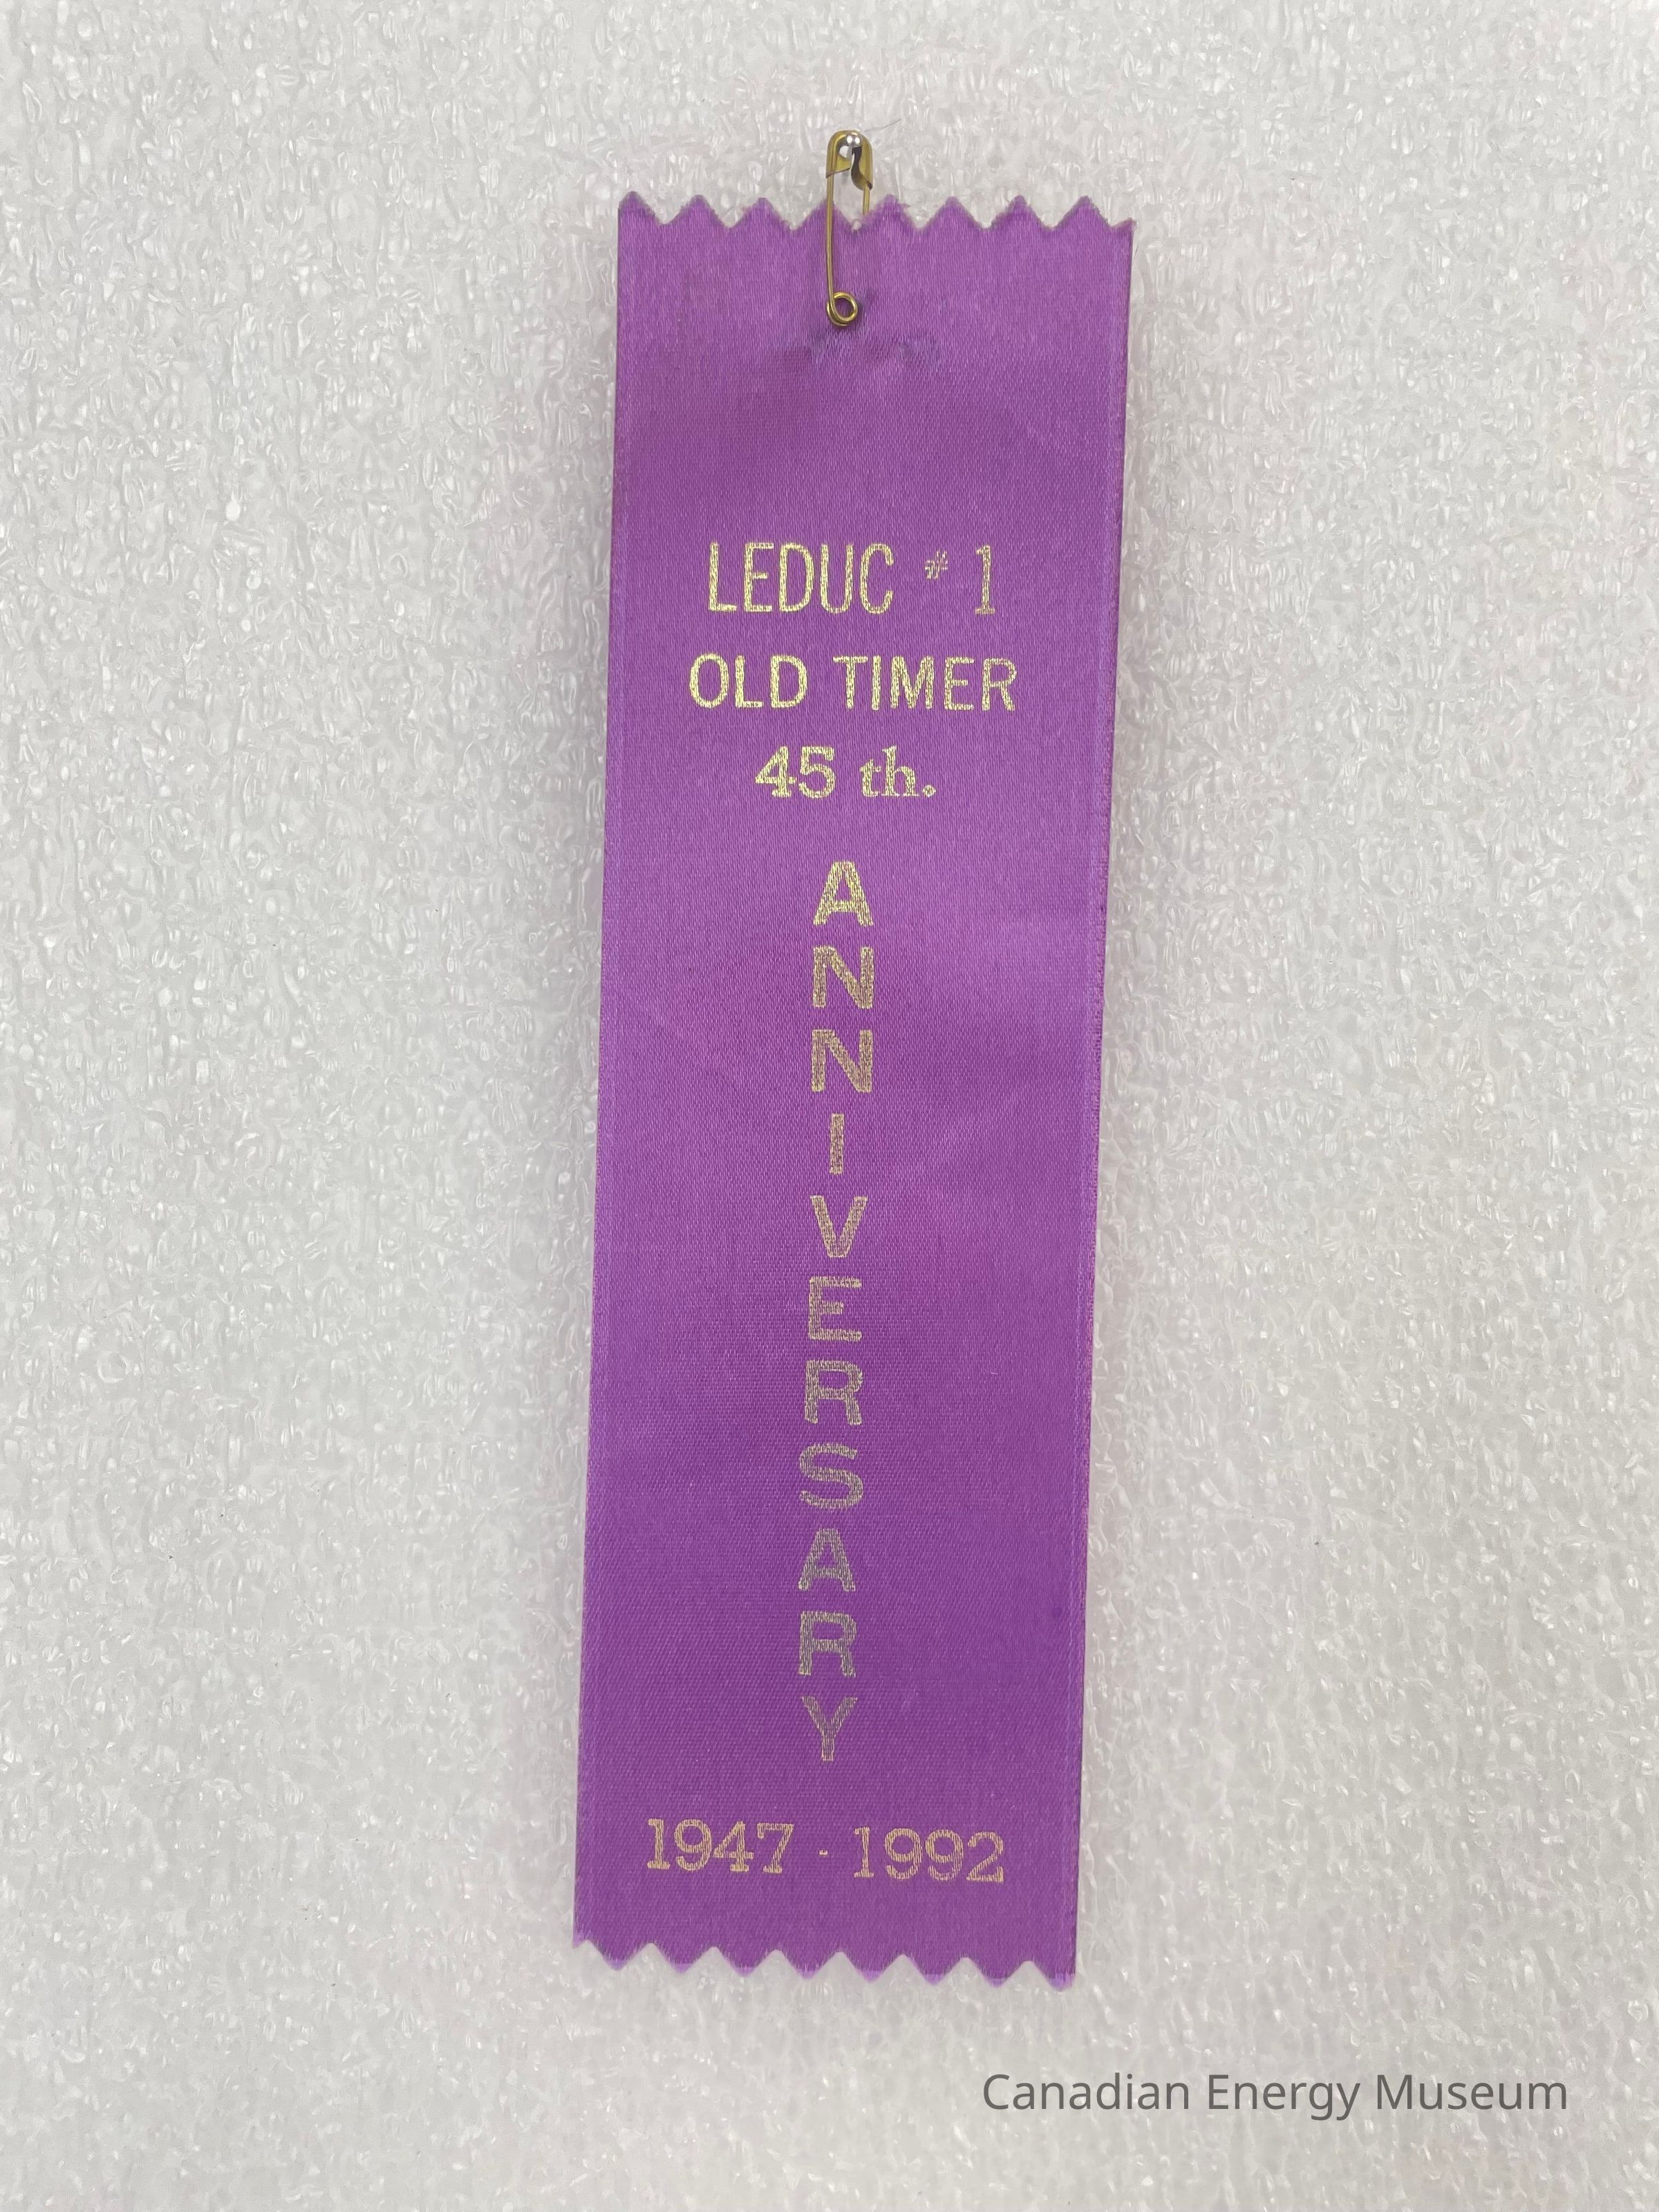 LEDUC # 1
OLD TIMER
45 th.
ANNIVERSARY
1947 - 1992
Canadian Energy Museum